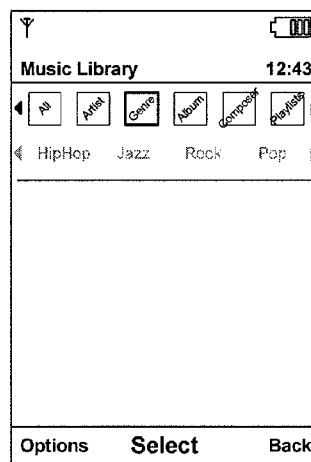 Music Library 12:43
All Artist Genre Album Composer Playlists
HipHop Jazz Rock Pop
Options Select Back